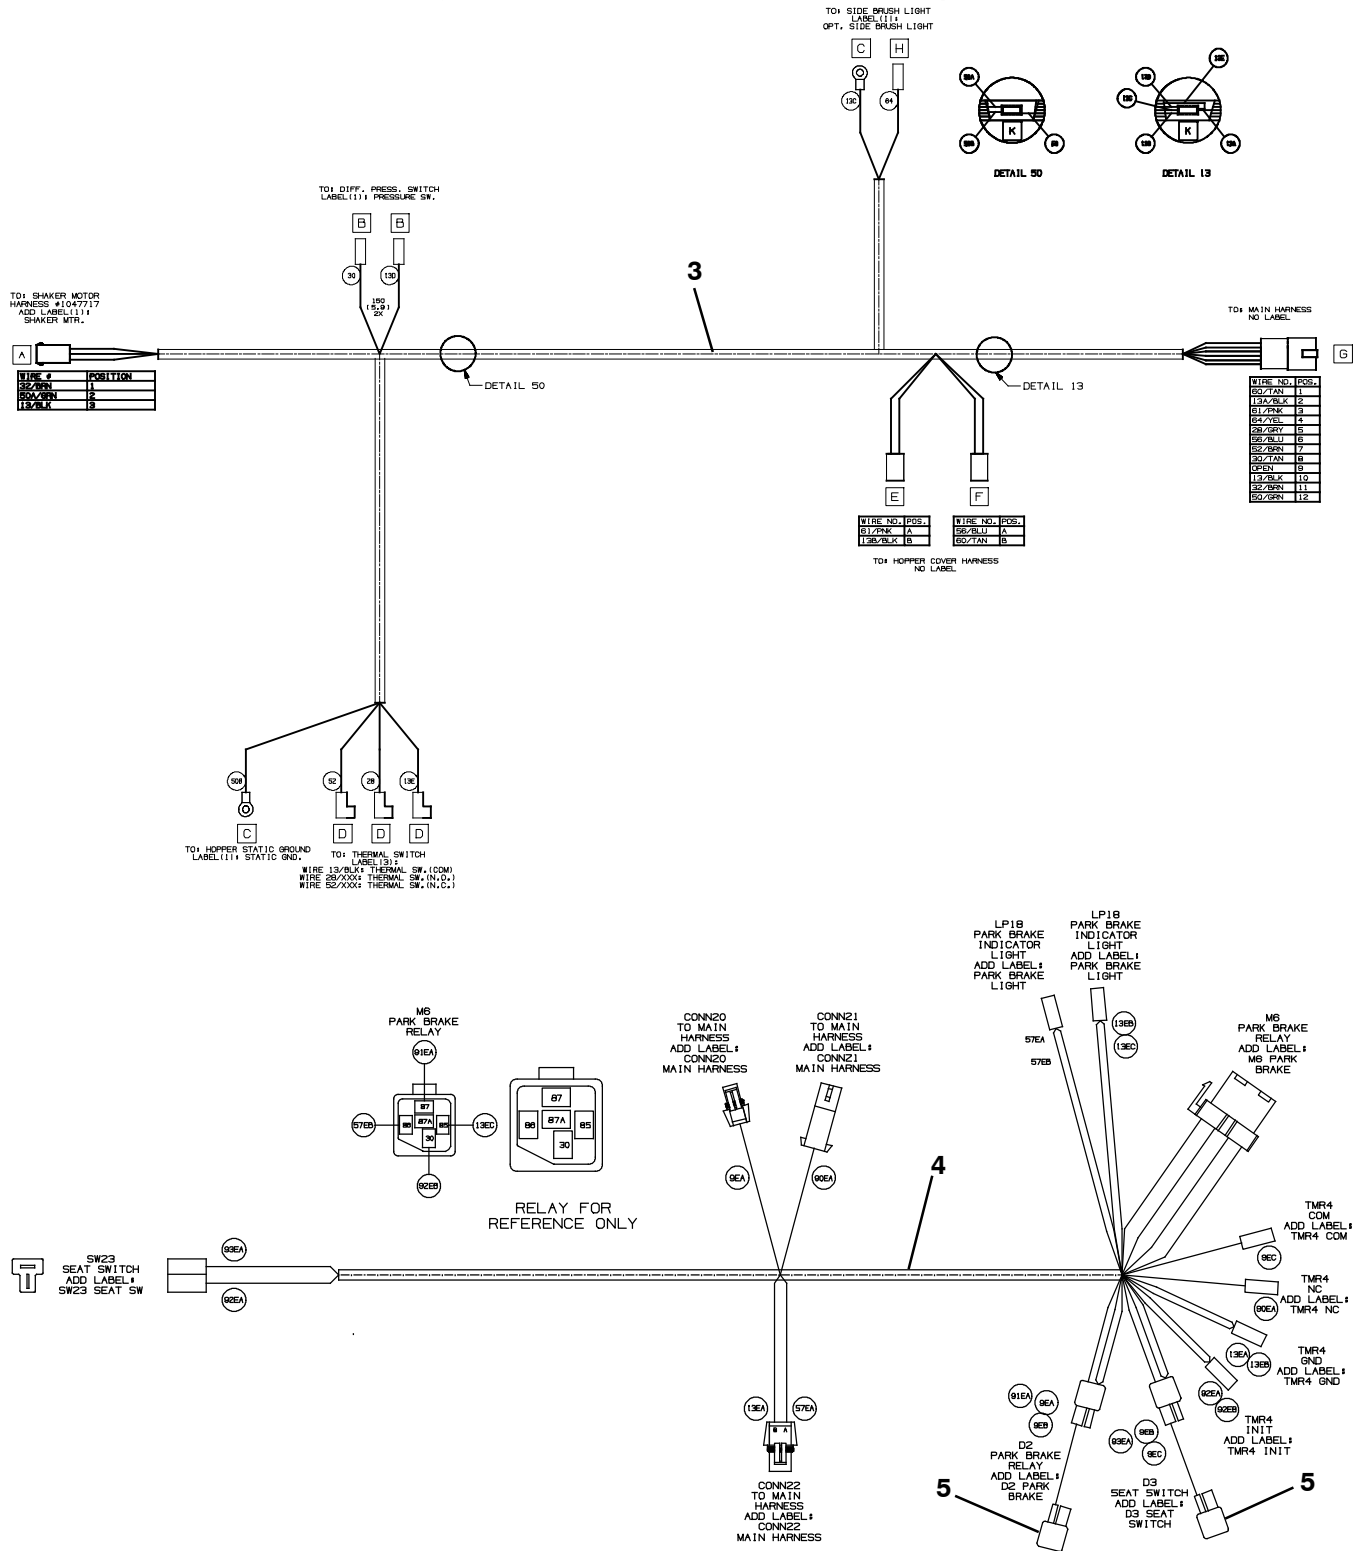 TO: SIDE BRUSH LIGHT
LABEL(1):
OPT. SIDE BRUSH LIGHT
C
H
13C
64
50
K
DETAIL 50
K
DETAIL 13
TO: DIFF. PRESS. SWITCH
LABEL(1): PRESSURE SW.
B
B
30
13D
150
(5.9)
2X
3
TO: SHAKER MOTOR
HARNESS #1047717
ADD LABEL(1):
SHAKER MTR.
A
WIRE # POSITION
32/BRN 1
50A/GRN 2
13/BLK 3
DETAIL 50
DETAIL 13
TO: MAIN HARNESS
NO LABEL
G
WIRE NO. POS.
60/TAN 1
13A/BLK 2
61/PNK 3
64/YEL 4
28/GRY 5
56/BLU 6
52/BRN 7
30/TAN 8
OPEN 9
13/BLK 10
32/BRN 11
50/GRN 12
E
F
WIRE NO. POS.
61/PNK A
13B/BLK B
WIRE NO. POS.
56/BLU A
60/TAN B
TO: HOPPER COVER HARNESS
NO LABEL
50B
52
28
13E
C
D
D
D
TO: HOPPER STATIC GROUND
LABEL(1): STATIC GND.
TO: THERMAL SWITCH
LABEL(3):
WIRE 13/BLK: THERMAL SW.(COM)
WIRE 28/XXX: THERMAL SW.(N.O.)
WIRE 52/XXX: THERMAL SW.(N.C.)
LP18
PARK BRAKE
INDICATOR
LIGHT
ADD LABEL:
PARK BRAKE
LIGHT
LP18
PARK BRAKE
INDICATOR
LIGHT
ADD LABEL:
PARK BRAKE
LIGHT
57EA
57EB
13EB
13EC
M6
PARK BRAKE
RELAY
ADD LABEL:
M6 PARK
BRAKE
M6
PARK BRAKE
RELAY
91EA
87
86
87A
85
30
57EB
13EC
92EB
87
86
87A
85
30
RELAY FOR
REFERENCE ONLY
CONN20
TO MAIN
HARNESS
ADD LABEL:
CONN20
MAIN HARNESS
CONN21
TO MAIN
HARNESS
ADD LABEL:
CONN21
MAIN HARNESS
9EA
90EA
4
SW23
SEAT SWITCH
ADD LABEL:
SW23 SEAT SW
93EA
92EA
TMR4
COM
ADD LABEL:
TMR4 COM
9EC
TMR4
NC
ADD LABEL:
TMR4 NC
90EA
TMR4
GND
ADD LABEL:
TMR4 GND
13EA
13EB
TMR4
INIT
ADD LABEL:
TMR4 INIT
92EA
92EB
13EA
57EA
B A
CONN22
TO MAIN
HARNESS
ADD LABEL:
CONN22
MAIN HARNESS
91EA
9EA
9EB
D2
PARK BRAKE
RELAY
ADD LABEL:
D2 PARK
BRAKE
93EA
9EB
9EC
D3
SEAT SWITCH
ADD LABEL:
D3 SEAT
SWITCH
5
5